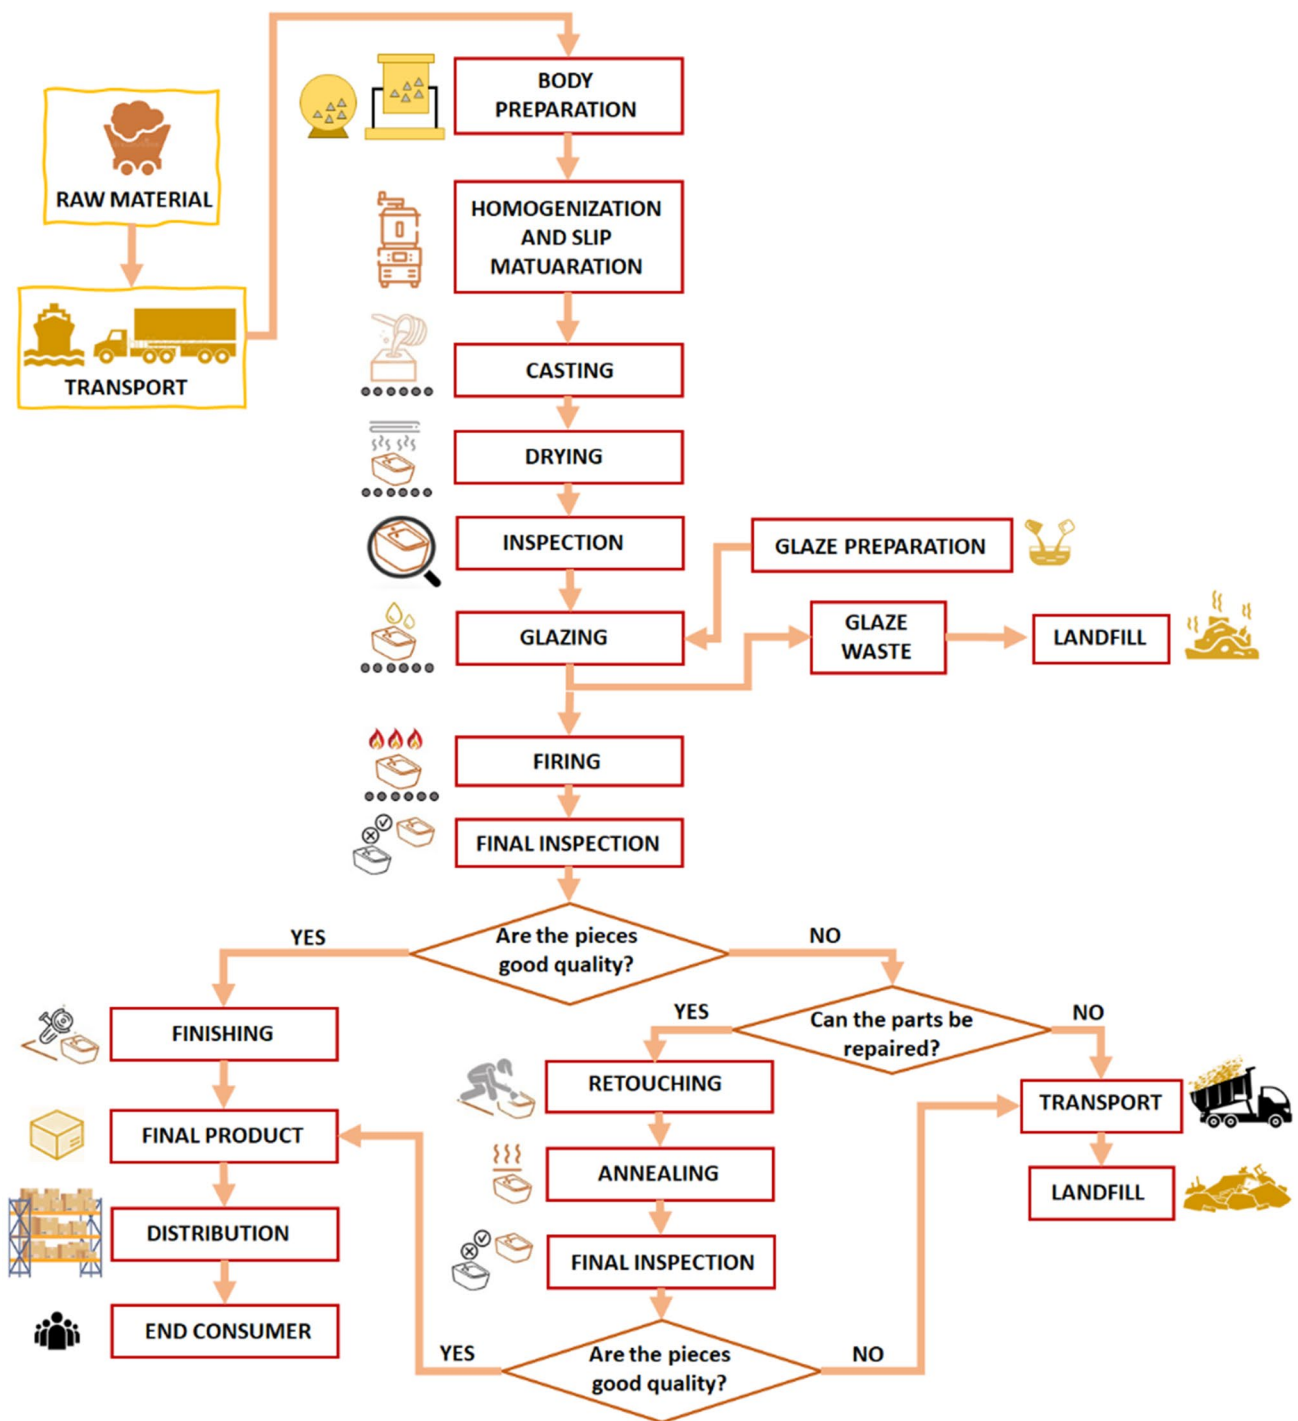 BODY
PREPARATION
RAW MATERIAL
HOMOGENIZATION
AND SLIP
MATUARATION
TRANSPORT
CASTING
DRYING
INSPECTION
GLAZE PREPARATION
GLAZING
GLAZE
WASTE
LANDFILL
FIRING
FINAL INSPECTION
Are the pieces
good quality?
YES
NO
FINISHING
FINAL PRODUCT
DISTRIBUTION
END CONSUMER
Can the parts be
repaired?
YES
NO
RETOUCHING
ANNEALING
FINAL INSPECTION
TRANSPORT
LANDFILL
Are the pieces
good quality?
YES
NO